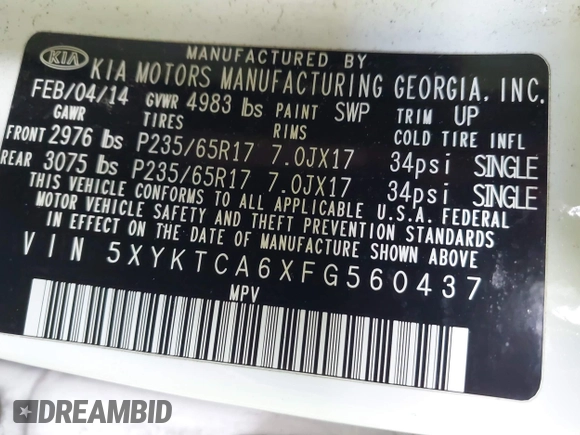 MANUFACTURED BY
KIA KIA MOTORS MANUFACTURING GEORGIA, INC.
FEB/04/14 GVWR 4983 lbs PAINT SWP TRIM UP
GAWR TIRES RIMS COLD TIRE INFL
FRONT 2976 lbs P235/65R17 7.0JX17 34psi SINGLE
REAR 3075 lbs P235/65R17 7.0JX17 34psi SINGLE
THIS VEHICLE CONFORMS TO ALL APPLICABLE U.S.A. FEDERAL
MOTOR VEHICLE SAFETY AND THEFT PREVENTION STANDARDS
IN EFFECT ON THE DATE OF MANUFACTURE SHOWN ABOVE
VIN 5XYKTCA6XFG560437
MPV
DREAMBID